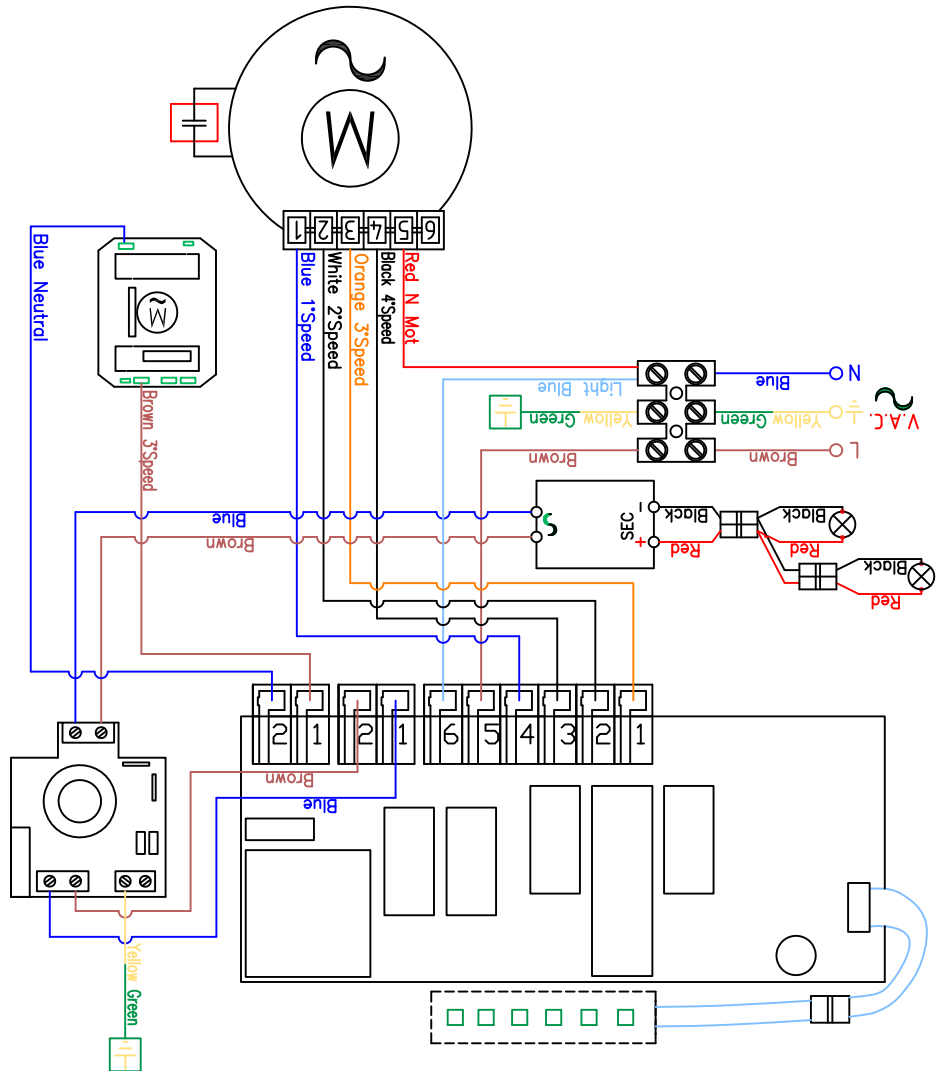 M
1 2 3 4 5 6
Blue 1°Speed
White 2°Speed
Orange 3°Speed
Black 4°Speed
Red N Mot
Blue Neutral
M
Brown 3°Speed
Light Blue
Blue
N
Green
Yellow
Green
Yellow
V.A.C.
Brown
Brown
L
Blue
Brown
SEC
-
+
Black
Red
Black
Red
Black
Red
2 1 2 1 6 5 4 3 2 1
Brown
Blue
Yellow Green